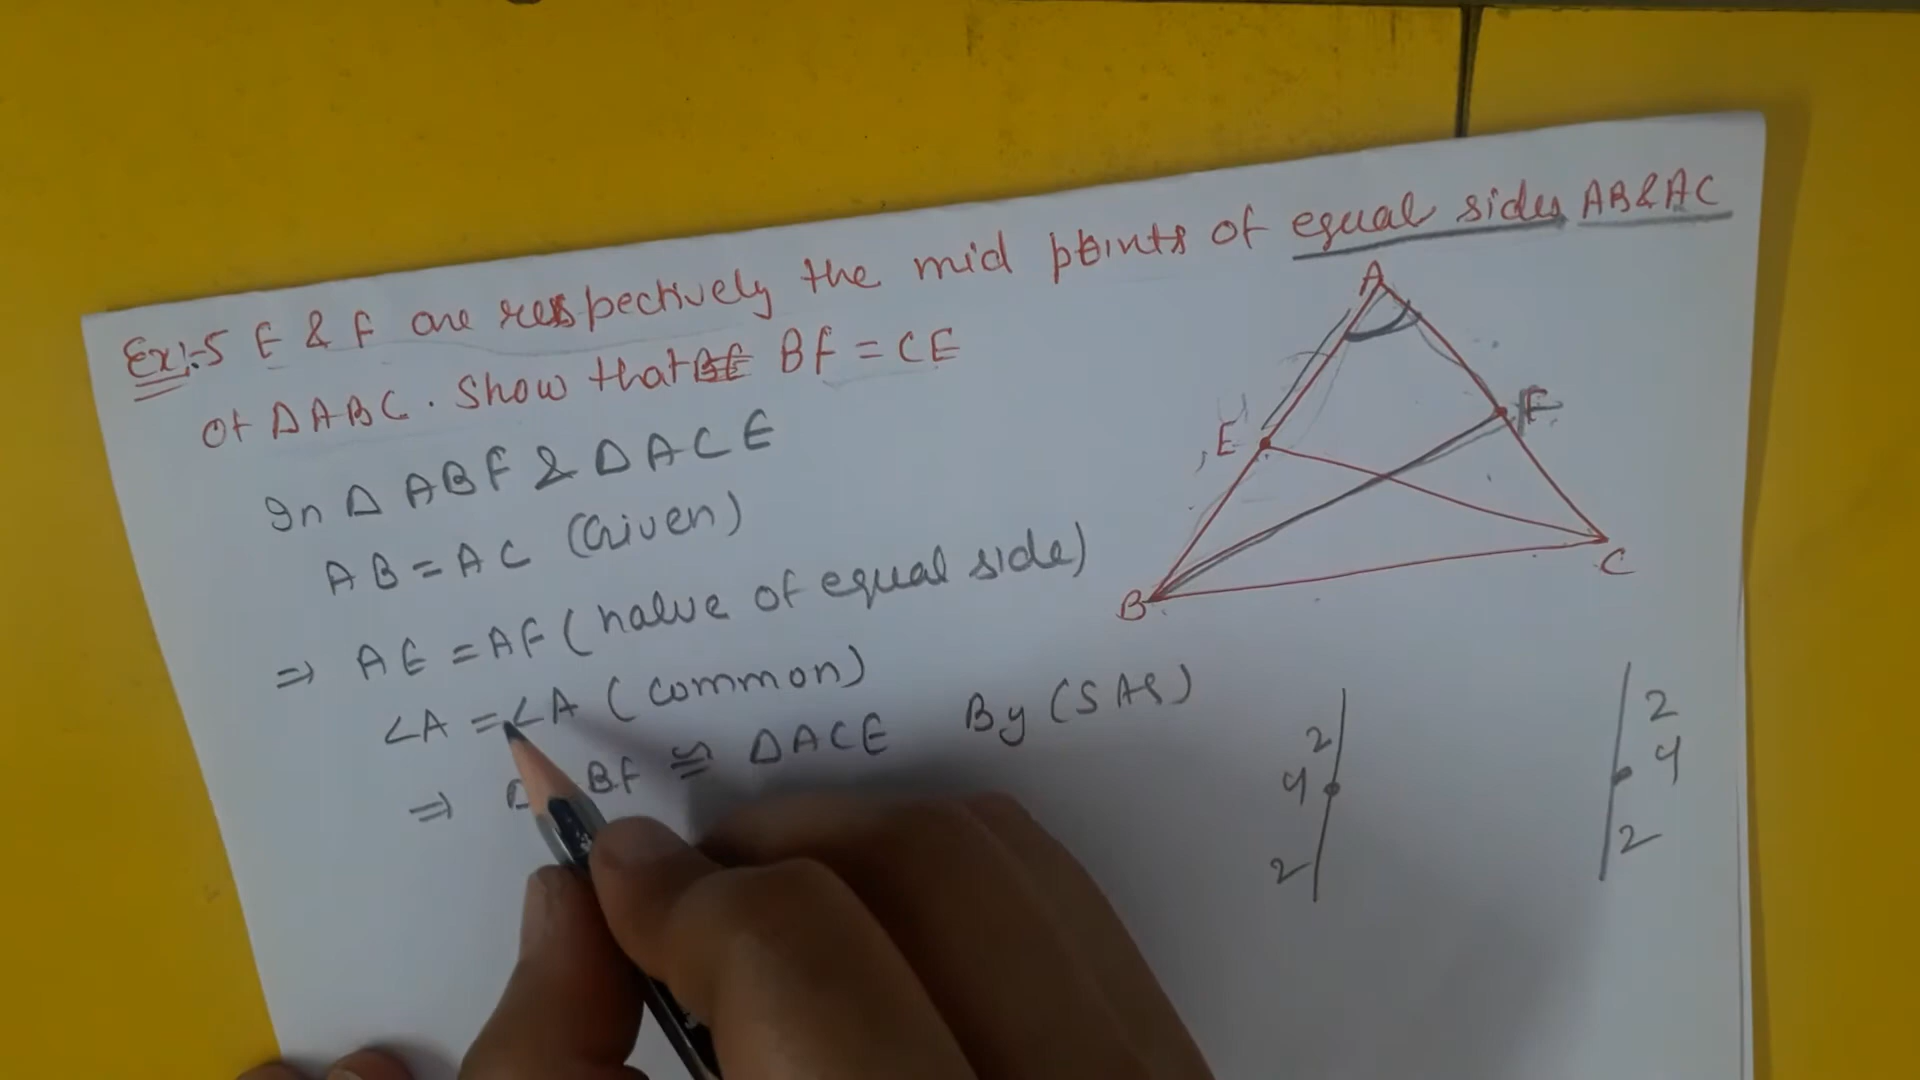 Ex:-5 E & F are respectively the mid points of equal sides AB & AC
of ΔABC. Show that BF = CE
In Δ ABF & Δ ACE
AB = AC (Given)
⇒ AE = AF (halve of equal side)
∠A = ∠A (common)
⇒ BF ≅ ΔACE By (SAS)
A
E
F
B
C
2
4
2
2
4
2